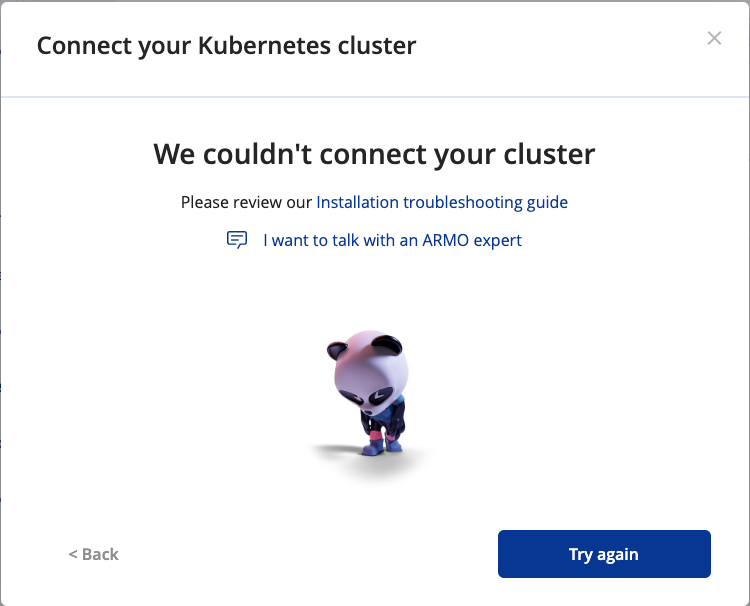 Connect your Kubernetes cluster
We couldn't connect your cluster
Please review our Installation troubleshooting guide
I want to talk with an ARMO expert
< Back
Try again